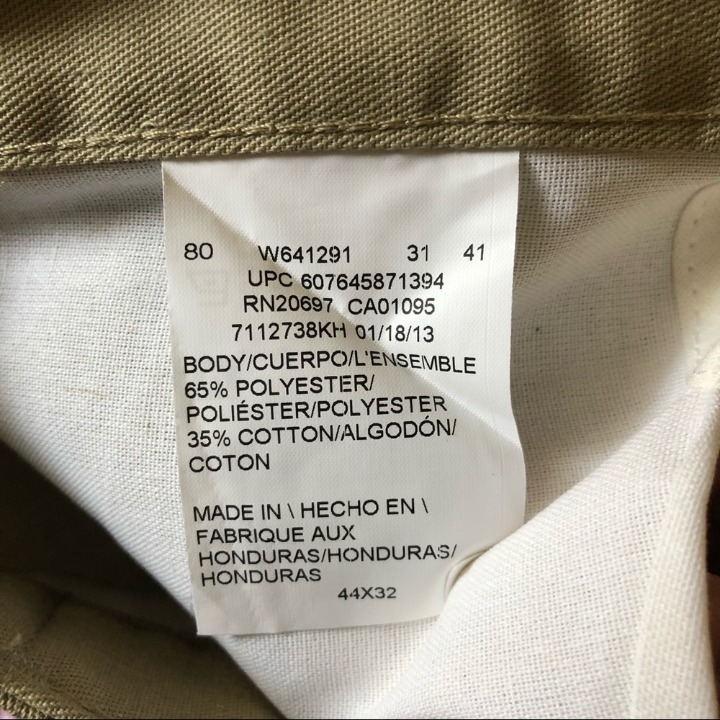 80 W641291 31 41
UPC 607645871394
RN20697 CA01095
7112738KH 01/18/13
BODY/CUERPO/L'ENSEMBLE
65% POLYESTER/
POLIÉSTER/POLYESTER
35% COTTON/ALGODÓN/
COTON
MADE IN \ HECHO EN \
FABRIQUE AUX
HONDURAS/HONDURAS/
HONDURAS
44X32